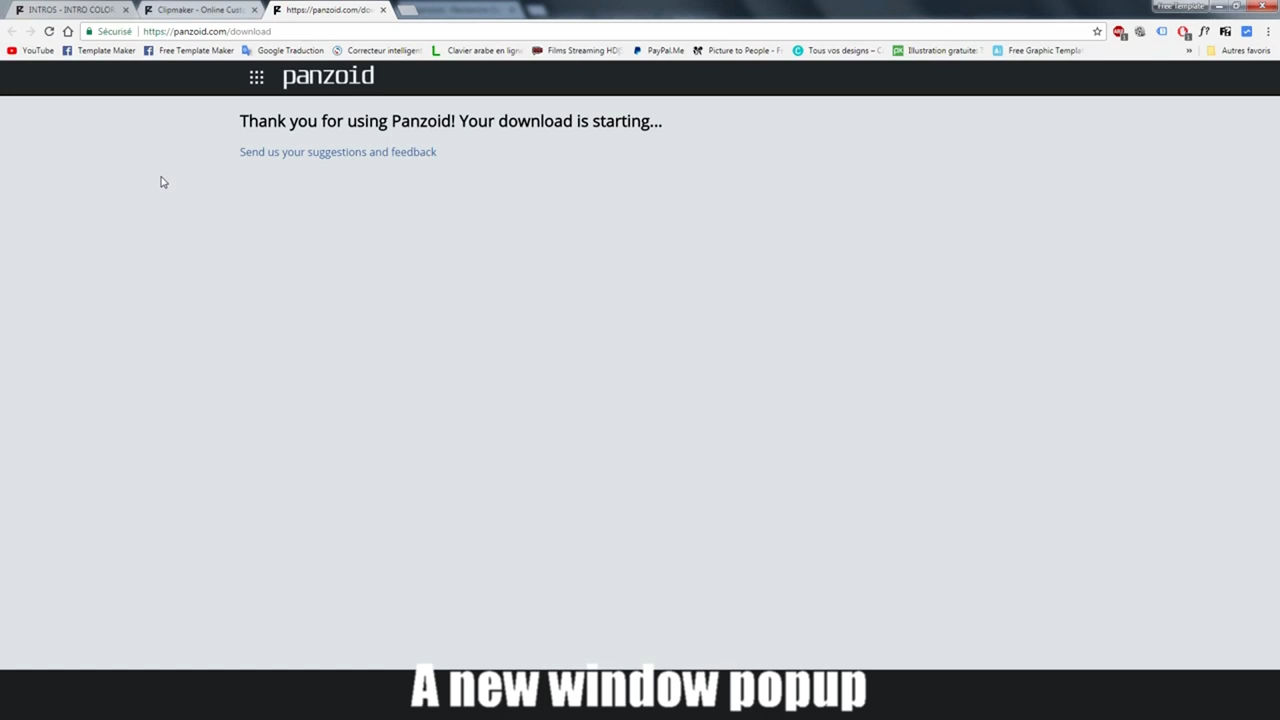 INTROS - INTRO COLOR
Clipmaker - Online Cust
https://panzoid.com/do
Free Template
Sécurisé
https://panzoid.com/download
YouTube
Template Maker
Free Template Maker
Google Traduction
Correcteur intelligent
Clavier arabe en lign
Films Streaming HD
PayPal.Me
Picture to People - F
Tous vos designs – C
Illustration gratuite: T
Free Graphic Templat
Autres favoris
panzoid
Thank you for using Panzoid! Your download is starting...
Send us your suggestions and feedback
A new window popup